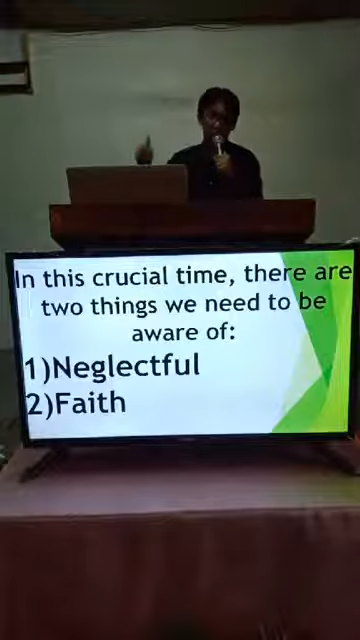 In this crucial time, there are
two things we need to be
aware of:
1)Neglectful
2)Faith